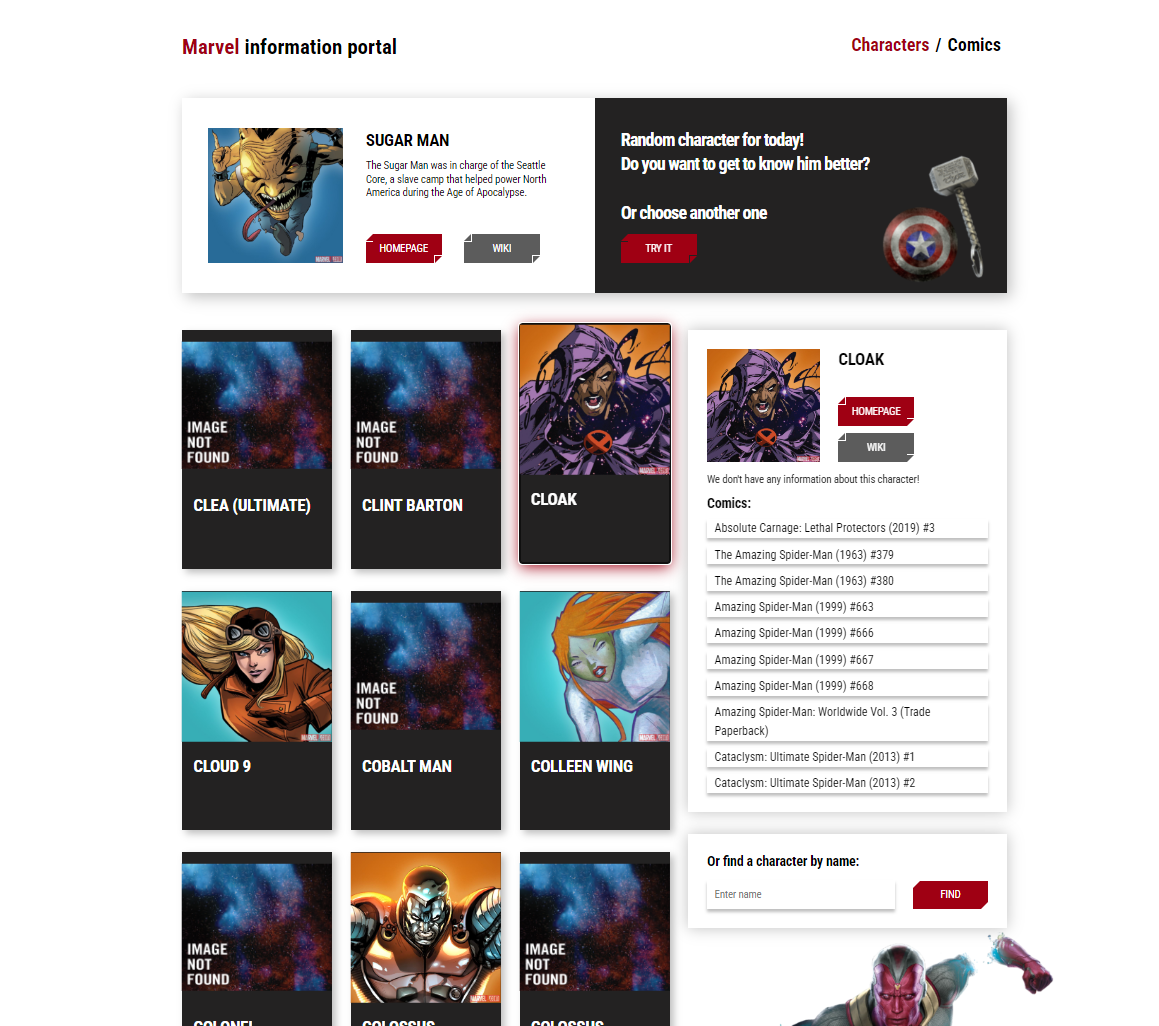 Marvel information portal
Characters / Comics
SUGAR MAN
The Sugar Man was in charge of the Seattle
Core, a slave camp that helped power North
America during the Age of Apocalypse.
HOMEPAGE
WIKI
Random character for today!
Do you want to get to know him better?
Or choose another one
TRY IT
IMAGE
NOT
FOUND
CLEA (ULTIMATE)
IMAGE
NOT
FOUND
CLINT BARTON
CLOAK
CLOUD 9
IMAGE
NOT
FOUND
COBALT MAN
COLLEEN WING
IMAGE
NOT
FOUND
COLONEL
COLOSSUS
IMAGE
NOT
FOUND
COLOSSUS
CLOAK
HOMEPAGE
WIKI
We don't have any information about this character!
Comics:
Absolute Carnage: Lethal Protectors (2019) #3
The Amazing Spider-Man (1963) #379
The Amazing Spider-Man (1963) #380
Amazing Spider-Man (1999) #663
Amazing Spider-Man (1999) #666
Amazing Spider-Man (1999) #667
Amazing Spider-Man (1999) #668
Amazing Spider-Man: Worldwide Vol. 3 (Trade
Paperback)
Cataclysm: Ultimate Spider-Man (2013) #1
Cataclysm: Ultimate Spider-Man (2013) #2
Or find a character by name:
Enter name
FIND